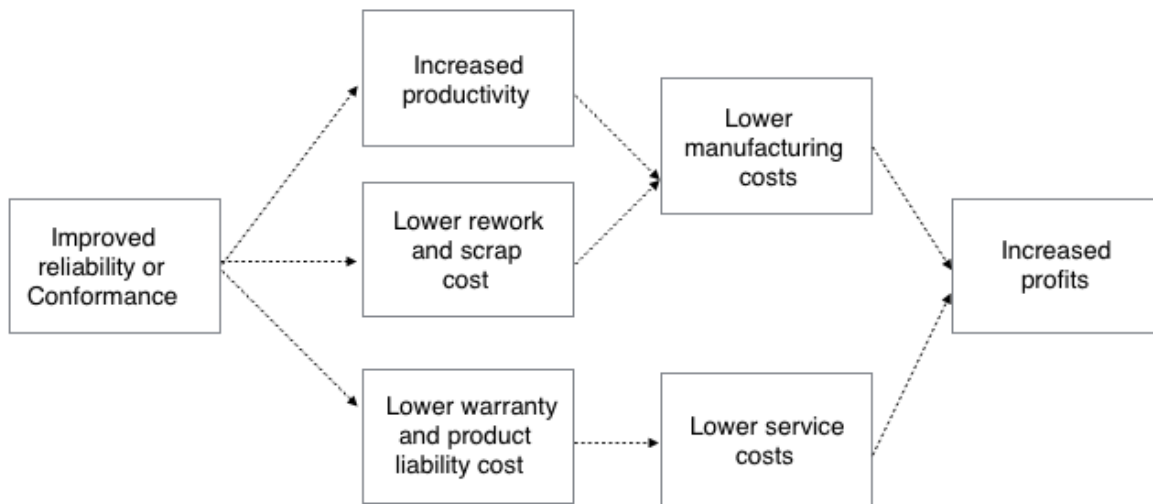 Increased
productivity
Lower
manufacturing
costs
Lower rework
and scrap
cost
Improved
reliability or
Conformance
Increased
profits
Lower warranty
and product
liability cost
Lower service
costs